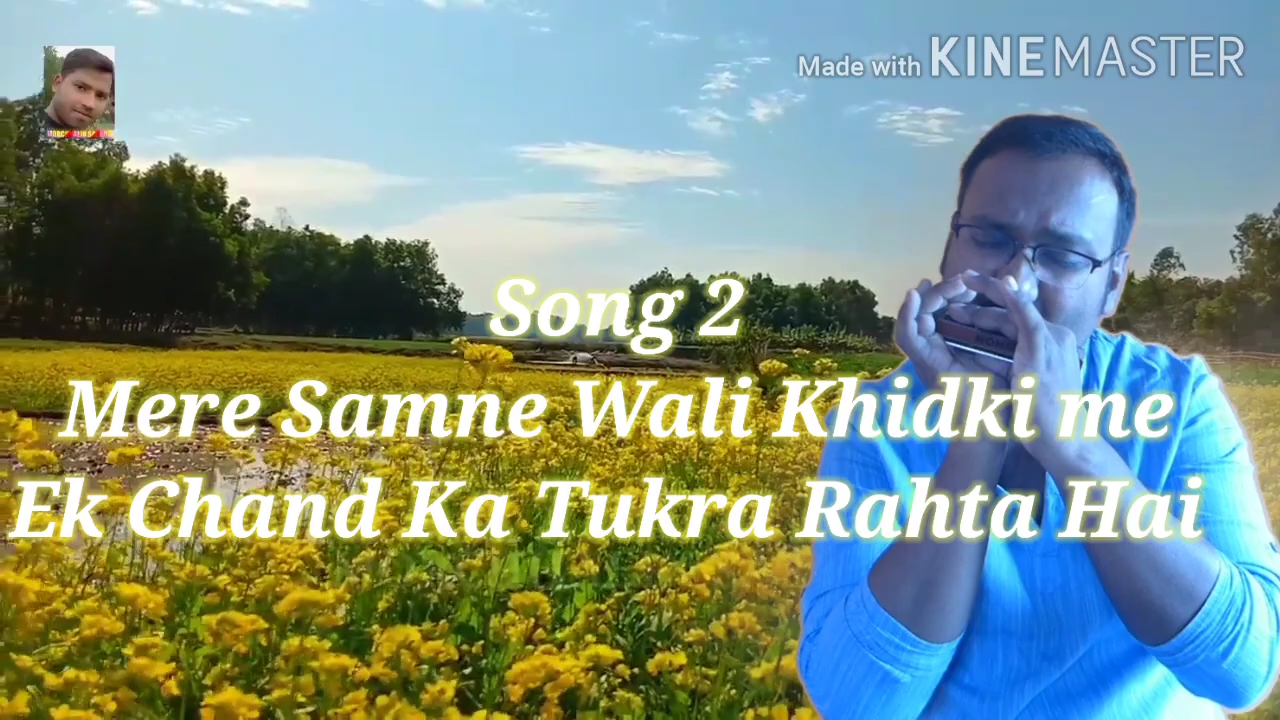 Made with KINEMASTER
Song 2
Mere Samne Wali Khidki me
Ek Chand Ka Tukra Rahta Hai